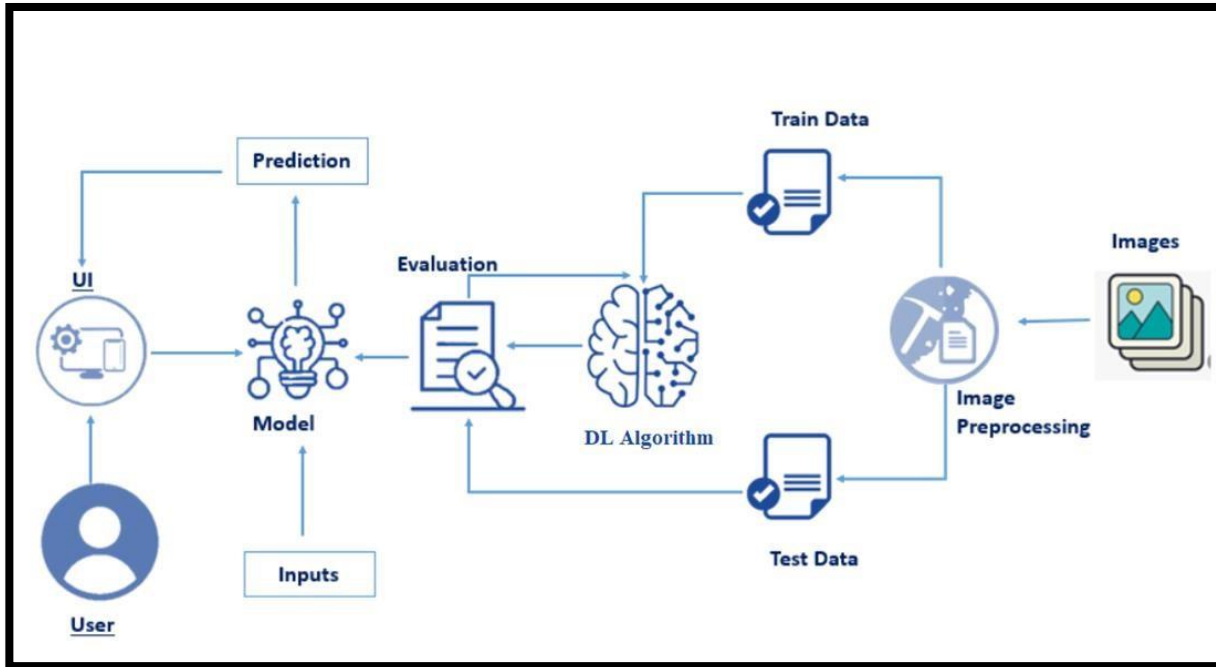 Train Data
Prediction
Images
Evaluation
UI
Model
Image
Preprocessing
DL Algorithm
Test Data
Inputs
User